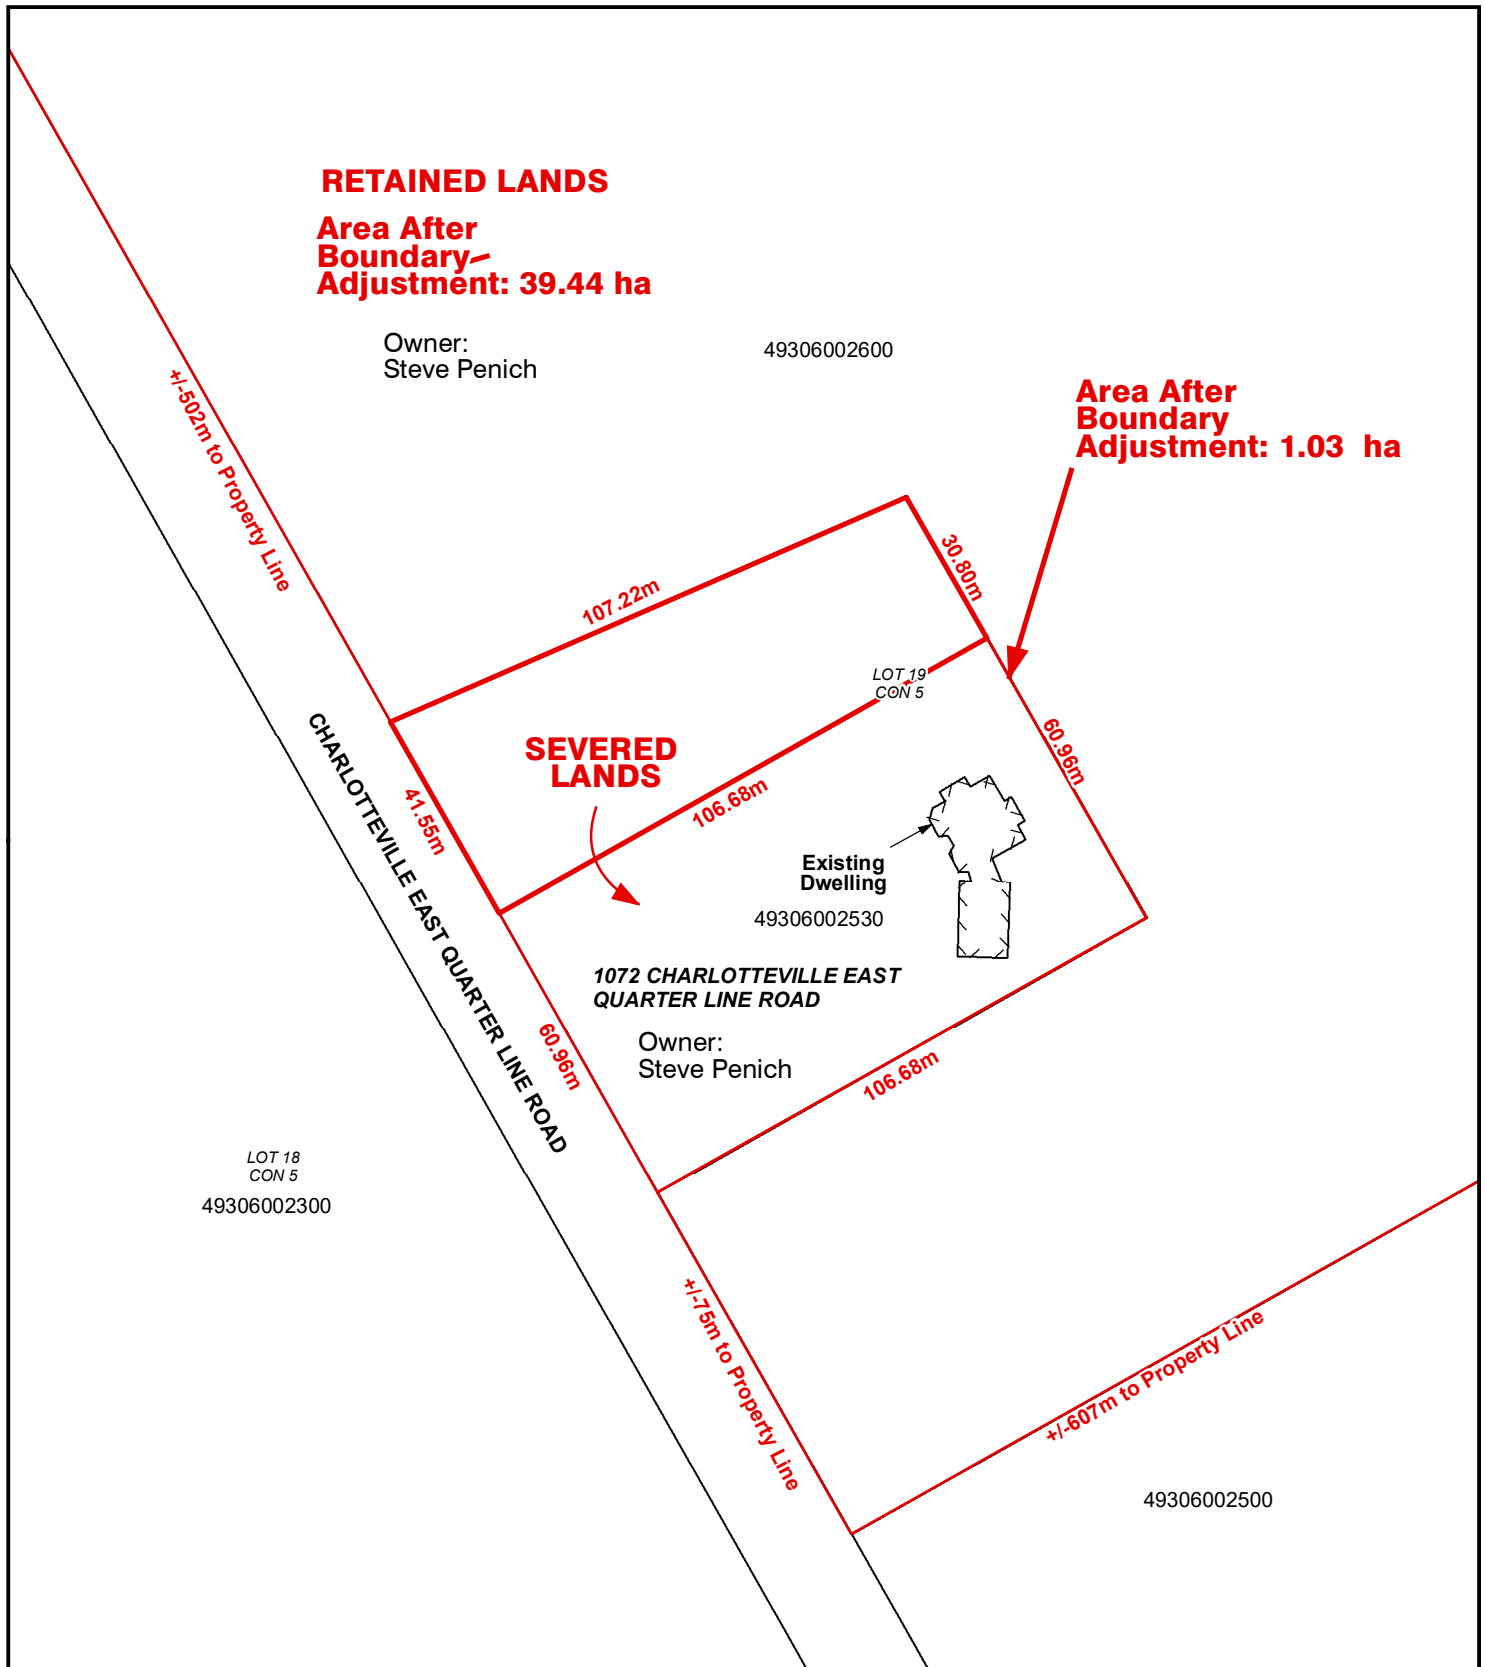 RETAINED LANDS
Area After
Boundary
Adjustment: 39.44 ha
Owner:
Steve Penich
49306002600
Area After
Boundary
Adjustment: 1.03 ha
+/-502m to Property Line
30.80m
107.22m
LOT 19
CON 5
60.96m
SEVERED
LANDS
106.68m
41.55m
CHARLOTTEVILLE EAST QUARTER LINE ROAD
Existing
Dwelling
49306002530
1072 CHARLOTTEVILLE EAST
QUARTER LINE ROAD
Owner:
Steve Penich
60.96m
106.68m
LOT 18
CON 5
49306002300
+/-75m to Property Line
+/-607m to Property Line
49306002500